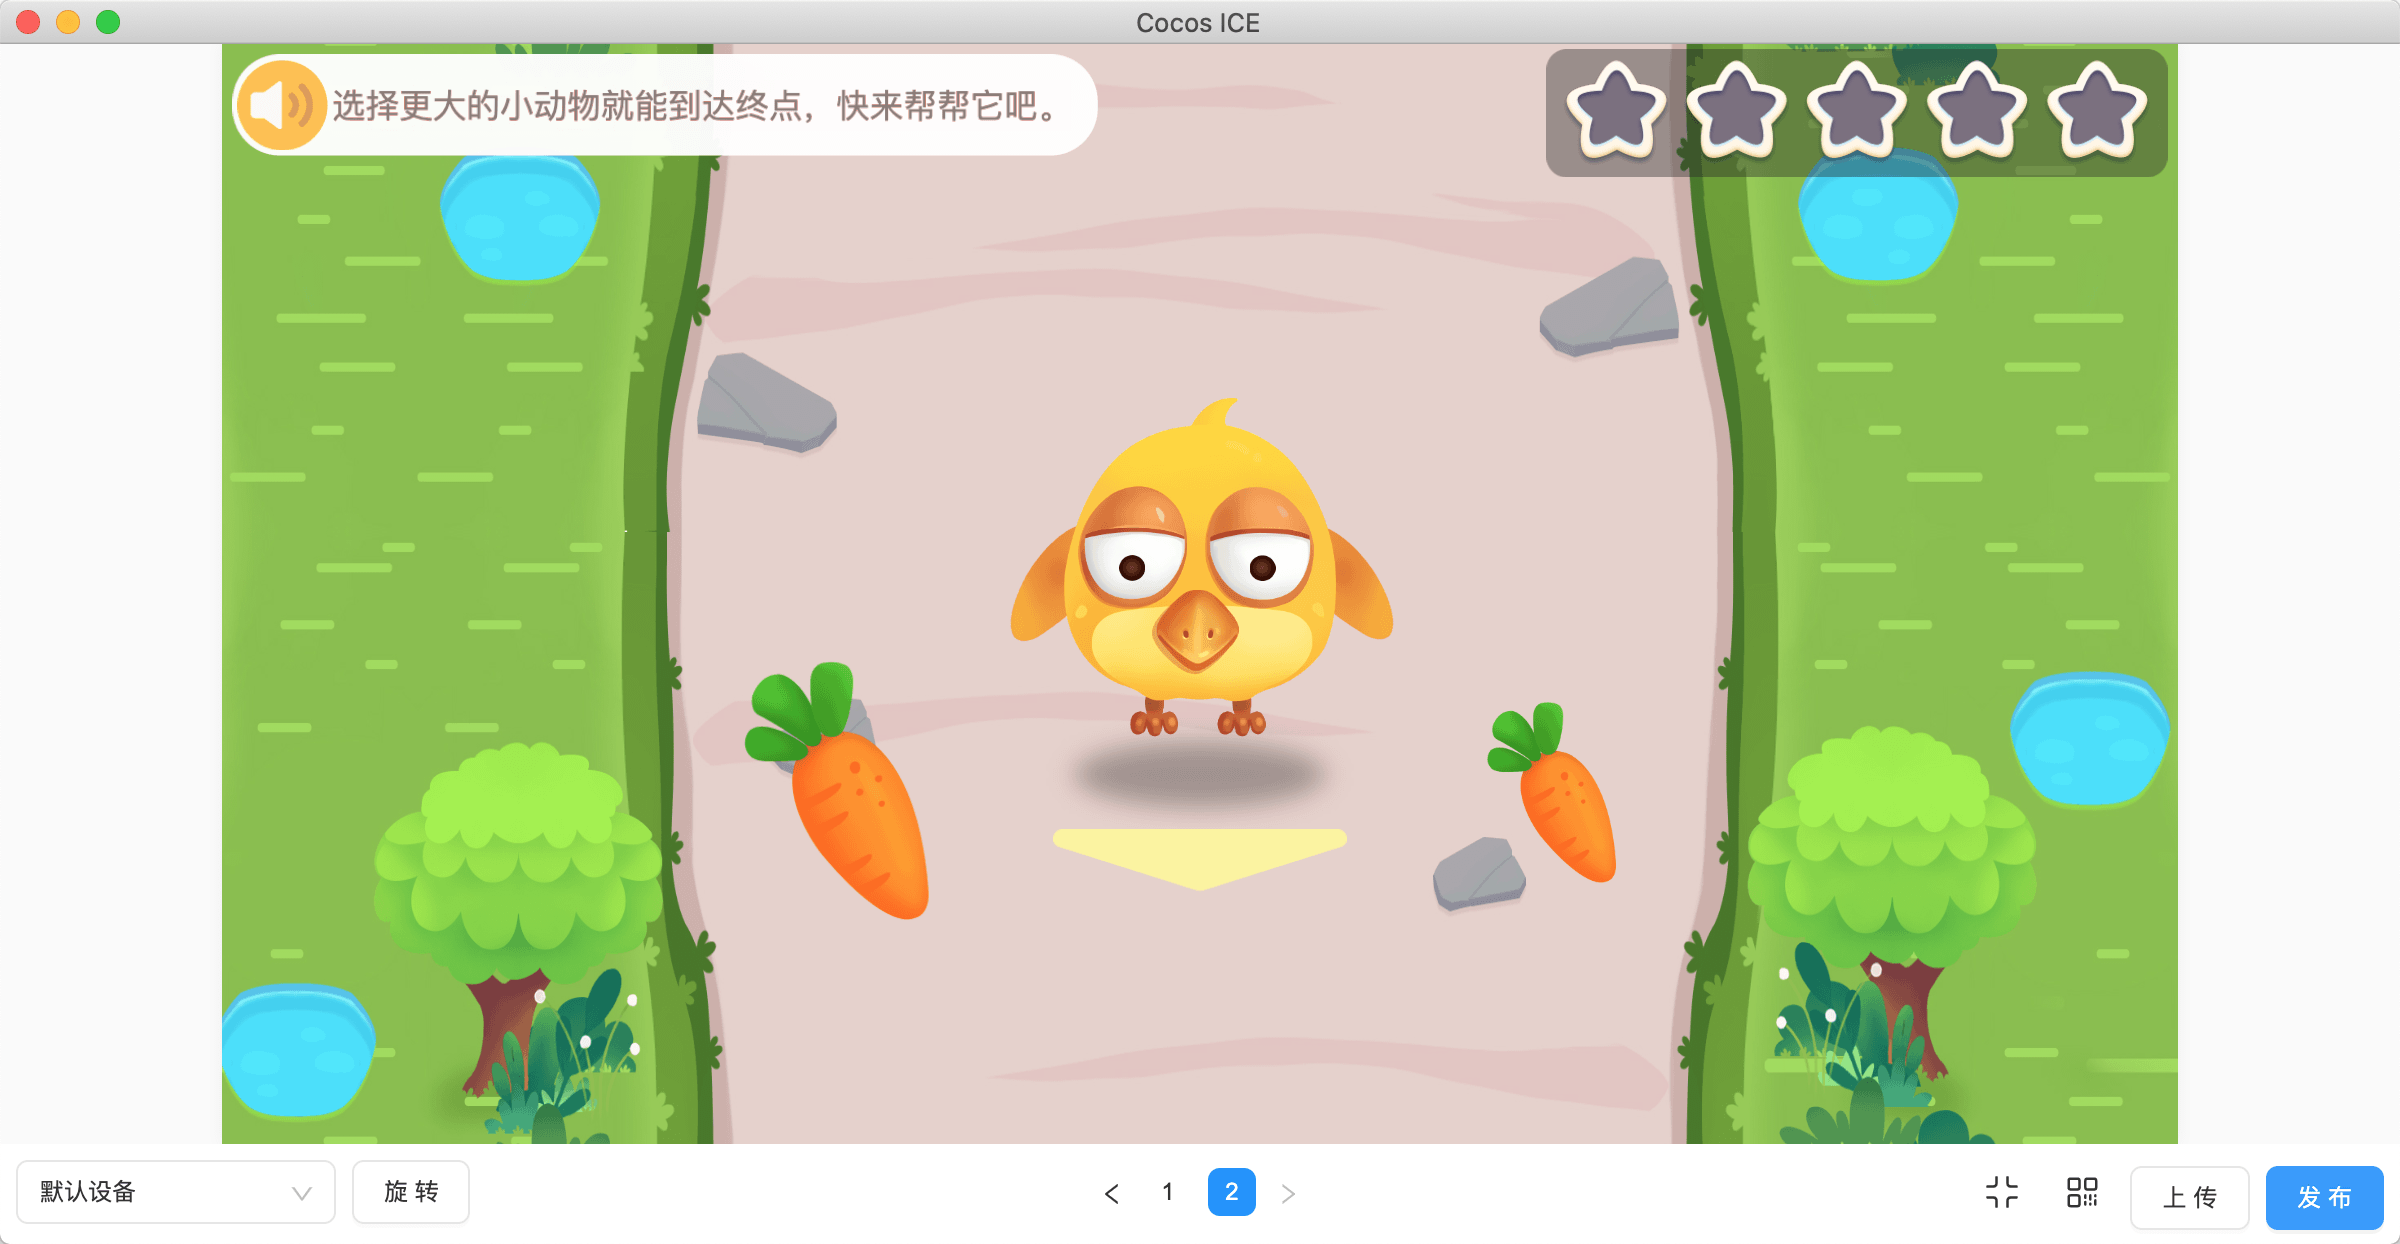 Cocos ICE
选择更大的小动物就能到达终点，快来帮帮它吧。
默认设备
旋 转
< 1 2 >
上 传
发 布